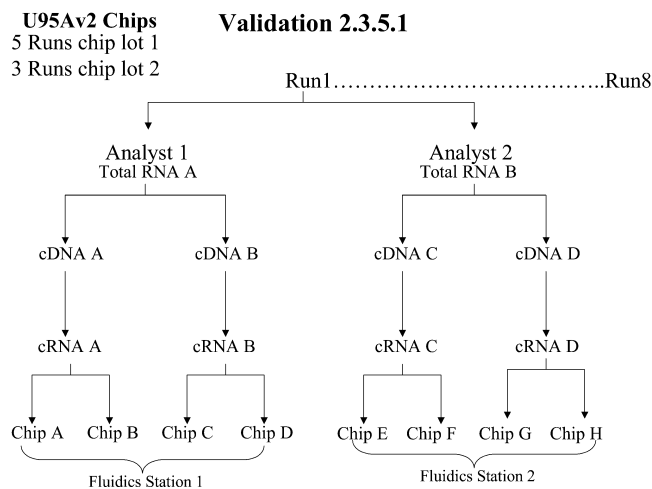 U95Av2 Chips
Validation 2.3.5.1
5 Runs chip lot 1
3 Runs chip lot 2
Run1…………………………………..Run8
Analyst 1
Total RNA A
Analyst 2
Total RNA B
cDNA A
cDNA B
cDNA C
cDNA D
cRNA A
cRNA B
cRNA C
cRNA D
Chip A
Chip B
Chip C
Chip D
Chip E
Chip F
Chip G
Chip H
Fluidics Station 1
Fluidics Station 2